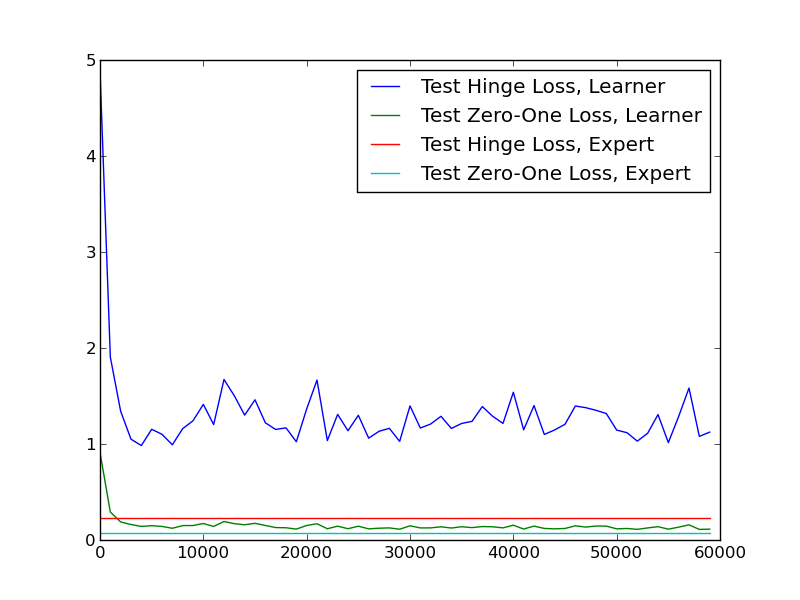 5
4
3
2
1
0
0 10000 20000 30000 40000 50000 60000
Test Hinge Loss, Learner
Test Zero-One Loss, Learner
Test Hinge Loss, Expert
Test Zero-One Loss, Expert